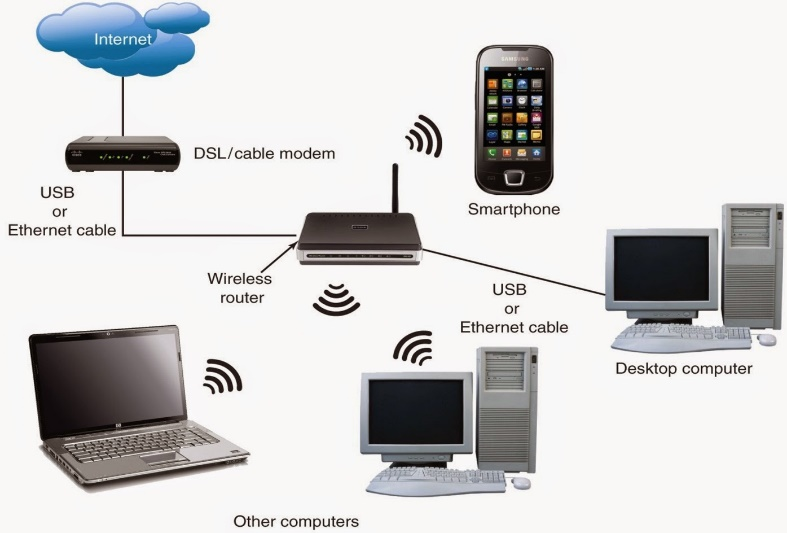 Internet
SAMSUNG
DSL/cable modem
USB
or
Ethernet cable
Smartphone
Wireless
router
USB
or
Ethernet cable
Desktop computer
Other computers